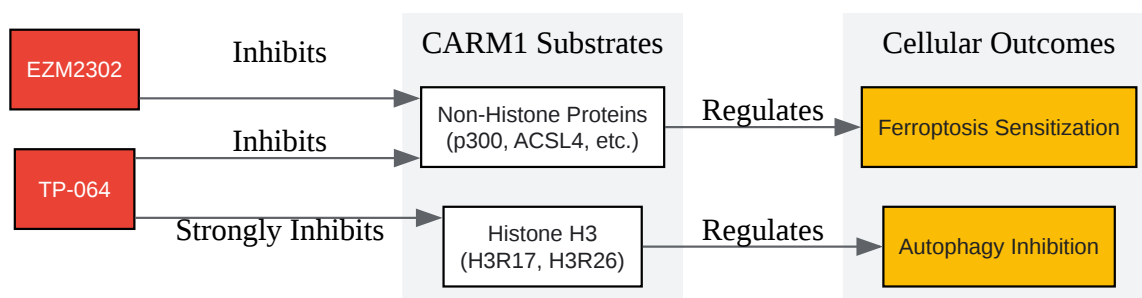 CARM1 Substrates
Cellular Outcomes
EZM2302
Inhibits
Non-Histone Proteins
(p300, ACSL4, etc.)
Regulates
Ferroptosis Sensitization
Inhibits
TP-064
Strongly Inhibits
Histone H3
(H3R17, H3R26)
Regulates
Autophagy Inhibition